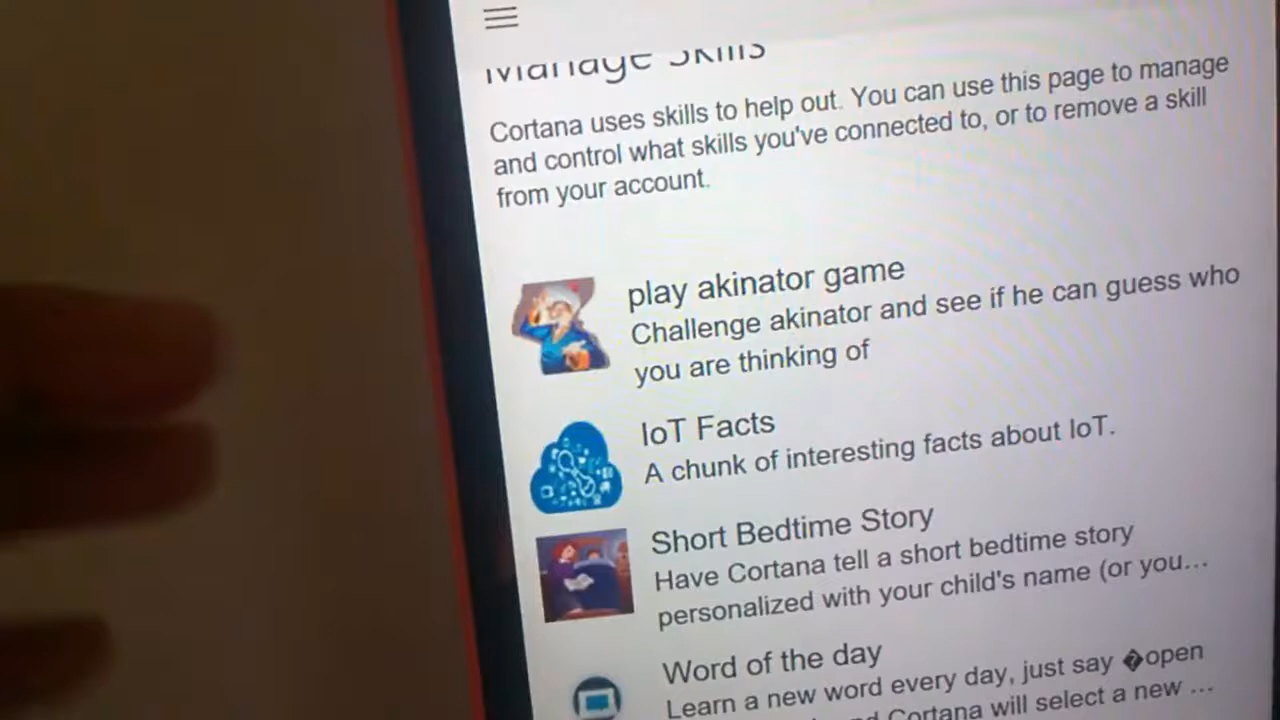 Manage Skills
Cortana uses skills to help out. You can use this page to manage
and control what skills you've connected to, or to remove a skill
from your account.
play akinator game
Challenge akinator and see if he can guess who
you are thinking of
IoT Facts
A chunk of interesting facts about IoT.
Short Bedtime Story
Have Cortana tell a short bedtime story
personalized with your child's name (or you...
Word of the day
Learn a new word every day, just say �open
Cortana will select a new ...